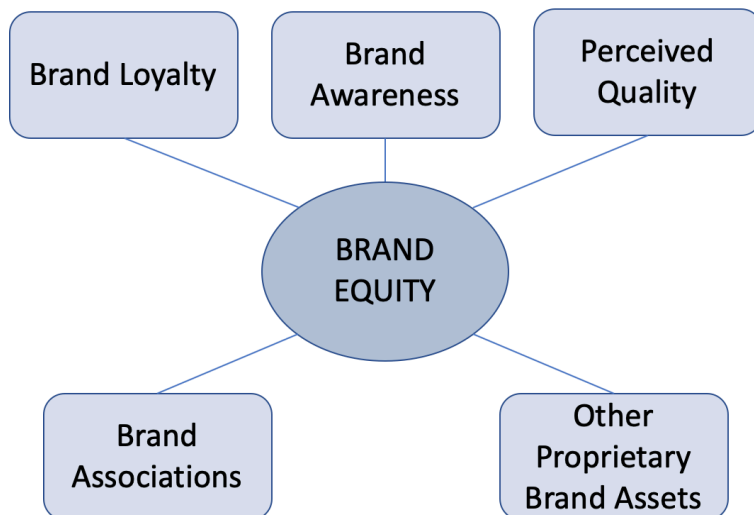 Brand Loyalty
Brand
Awareness
Perceived
Quality
BRAND
EQUITY
Brand
Associations
Other
Proprietary
Brand Assets